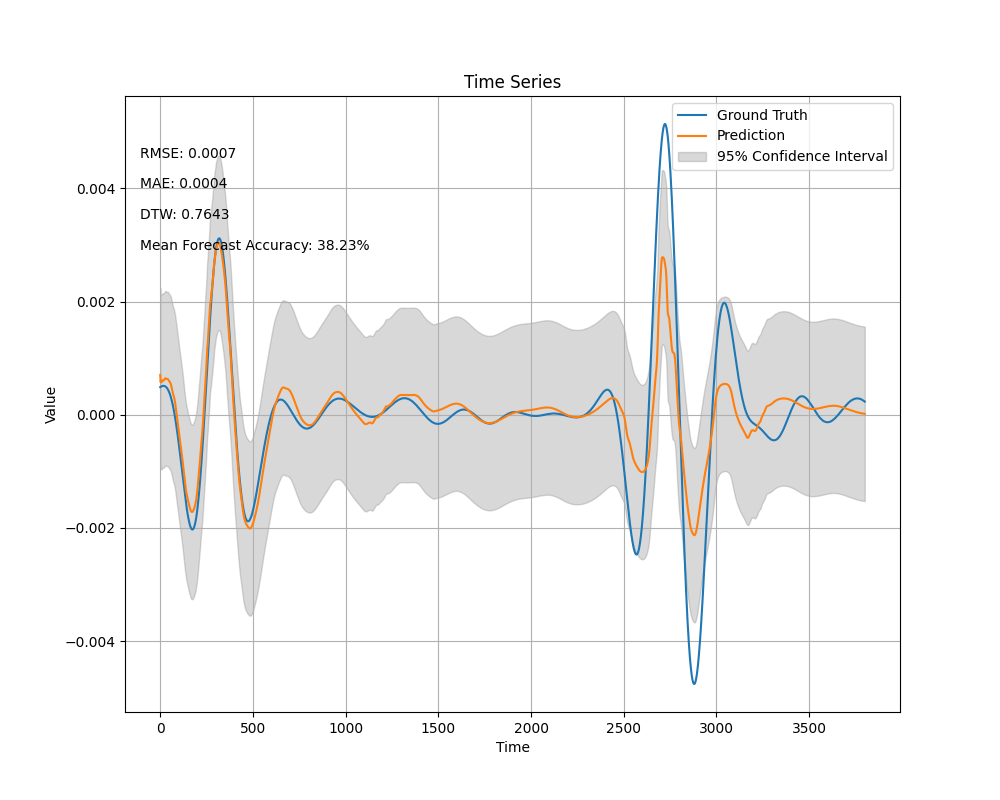 Time Series
Ground Truth
Prediction
95% Confidence Interval
RMSE: 0.0007
MAE: 0.0004
DTW: 0.7643
Mean Forecast Accuracy: 38.23%
Value
0.004
0.002
0.000
−0.002
−0.004
0 500 1000 1500 2000 2500 3000 3500
Time